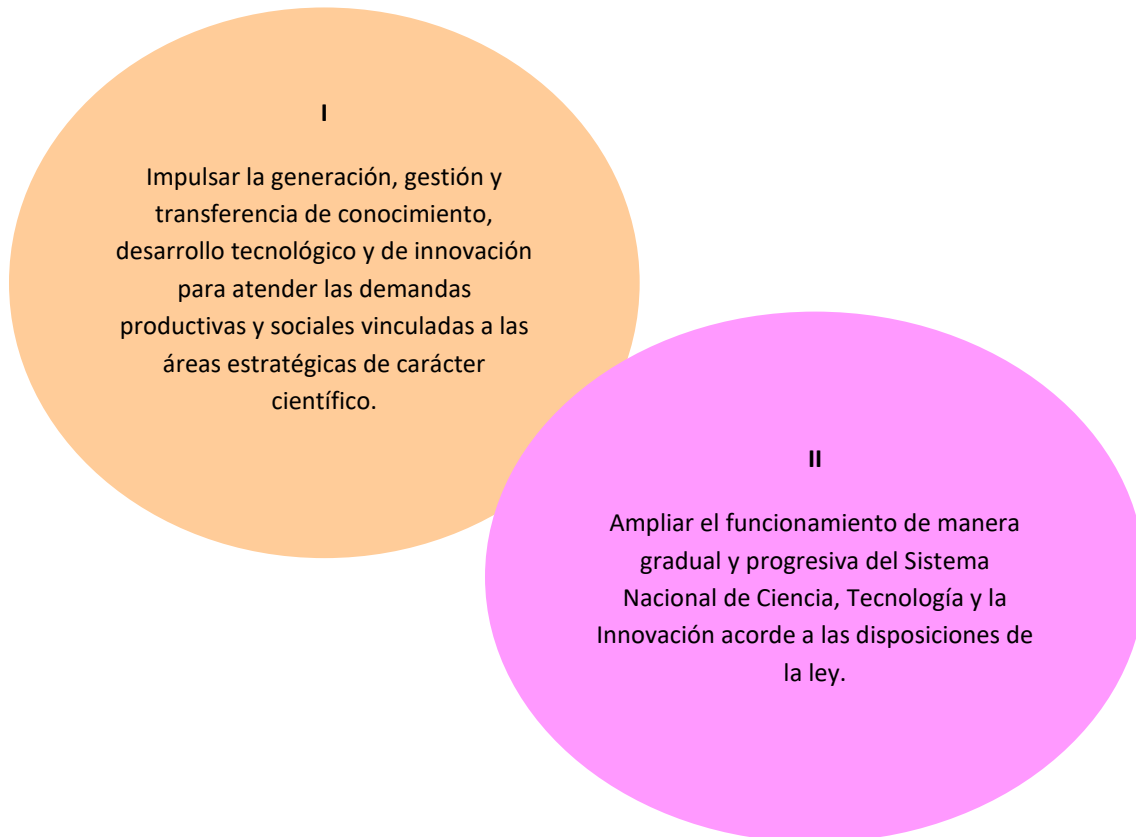 I
Impulsar la generación, gestión y
transferencia de conocimiento,
desarrollo tecnológico y de innovación
para atender las demandas
productivas y sociales vinculadas a las
áreas estratégicas de carácter
científico.
II
Ampliar el funcionamiento de manera
gradual y progresiva del Sistema
Nacional de Ciencia, Tecnología y la
Innovación acorde a las disposiciones de
la ley.